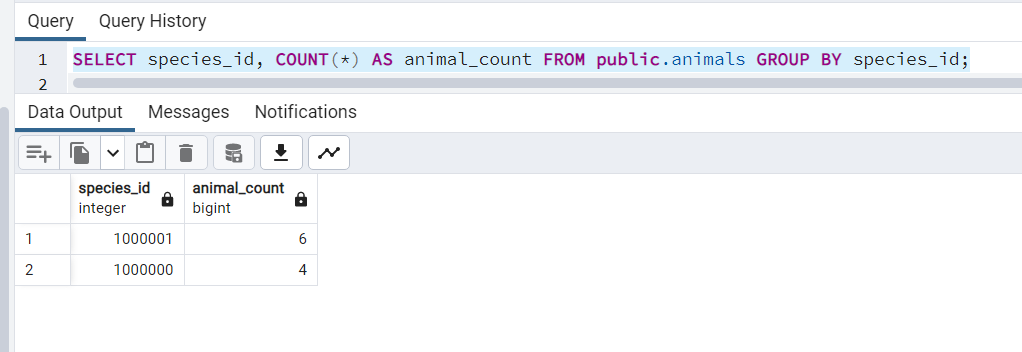 Query Query History
1 SELECT species_id, COUNT(*) AS animal_count FROM public.animals GROUP BY species_id;
2
Data Output Messages Notifications
species_id animal_count
integer bigint
1 1000001 6
2 1000000 4